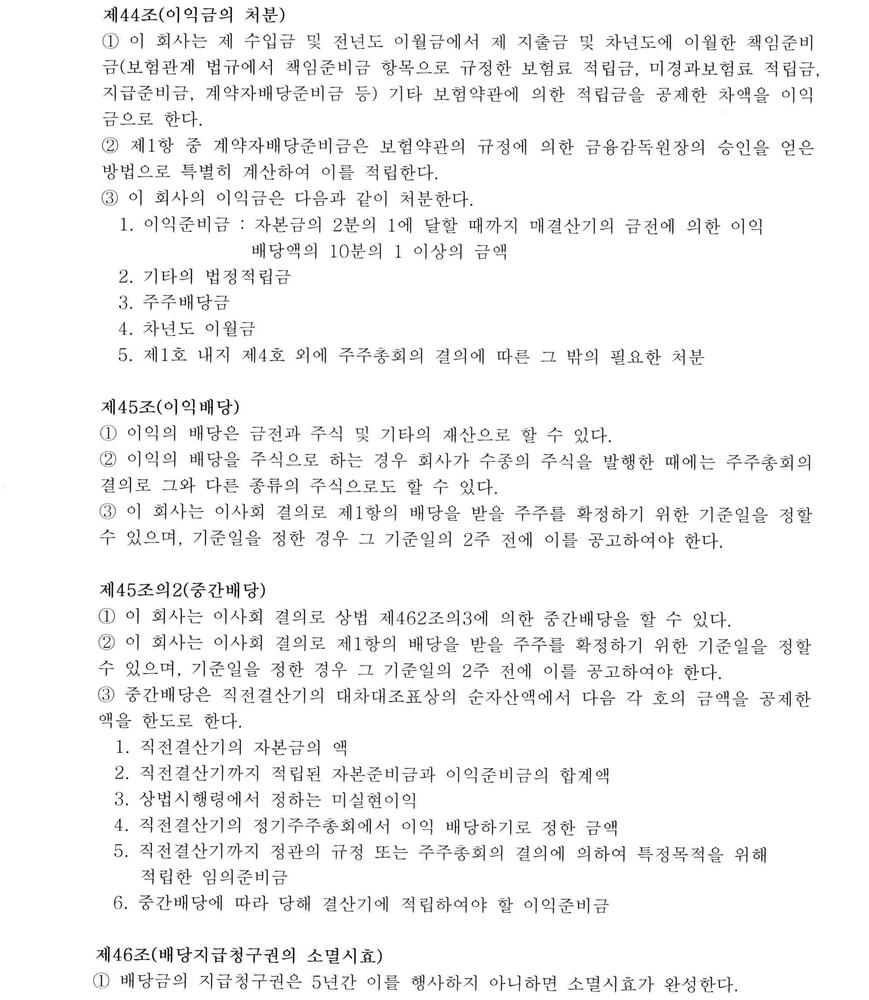 제44조(이익금의 처분)
① 이 회사는 제 수입금 및 전년도 이월금에서 제 지출금 및 차년도에 이월한 책임준비
금(보험관계 법규에서 책임준비금 항목으로 규정한 보험료 적립금, 미경과보험료 적립금,
지급준비금, 계약자배당준비금 등) 기타 보험약관에 의한 적립금을 공제한 차액을 이익
금으로 한다.
② 제1항 중 계약자배당준비금은 보험약관의 규정에 의한 금융감독원장의 승인을 얻은
방법으로 특별히 계산하여 이를 적립한다.
③ 이 회사의 이익금은 다음과 같이 처분한다.
1. 이익준비금 : 자본금의 2분의 1에 달할 때까지 매결산기의 금전에 의한 이익
배당액의 10분의 1 이상의 금액
2. 기타의 법정적립금
3. 주주배당금
4. 차년도 이월금
5. 제1호 내지 제4호 외에 주주총회의 결의에 따른 그 밖의 필요한 처분
제45조(이익배당)
① 이익의 배당은 금전과 주식 및 기타의 재산으로 할 수 있다.
② 이익의 배당을 주식으로 하는 경우 회사가 수종의 주식을 발행한 때에는 주주총회의
결의로 그와 다른 종류의 주식으로도 할 수 있다.
③ 이 회사는 이사회 결의로 제1항의 배당을 받을 주주를 확정하기 위한 기준일을 정할
수 있으며, 기준일을 정한 경우 그 기준일의 2주 전에 이를 공고하여야 한다.
제45조의2(중간배당)
① 이 회사는 이사회 결의로 상법 제462조의3에 의한 중간배당을 할 수 있다.
② 이 회사는 이사회 결의로 제1항의 배당을 받을 주주를 확정하기 위한 기준일을 정할
수 있으며, 기준일을 정한 경우 그 기준일의 2주 전에 이를 공고하여야 한다.
③ 중간배당은 직전결산기의 대차대조표상의 순자산액에서 다음 각 호의 금액을 공제한
액을 한도로 한다.
1. 직전결산기의 자본금의 액
2. 직전결산기까지 적립된 자본준비금과 이익준비금의 합계액
3. 상법시행령에서 정하는 미실현이익
4. 직전결산기의 정기주주총회에서 이익 배당하기로 정한 금액
5. 직전결산기까지 정관의 규정 또는 주주총회의 결의에 의하여 특정목적을 위해
적립한 임의준비금
6. 중간배당에 따라 당해 결산기에 적립하여야 할 이익준비금
제46조(배당지급청구권의 소멸시효)
① 배당금의 지급청구권은 5년간 이를 행사하지 아니하면 소멸시효가 완성한다.